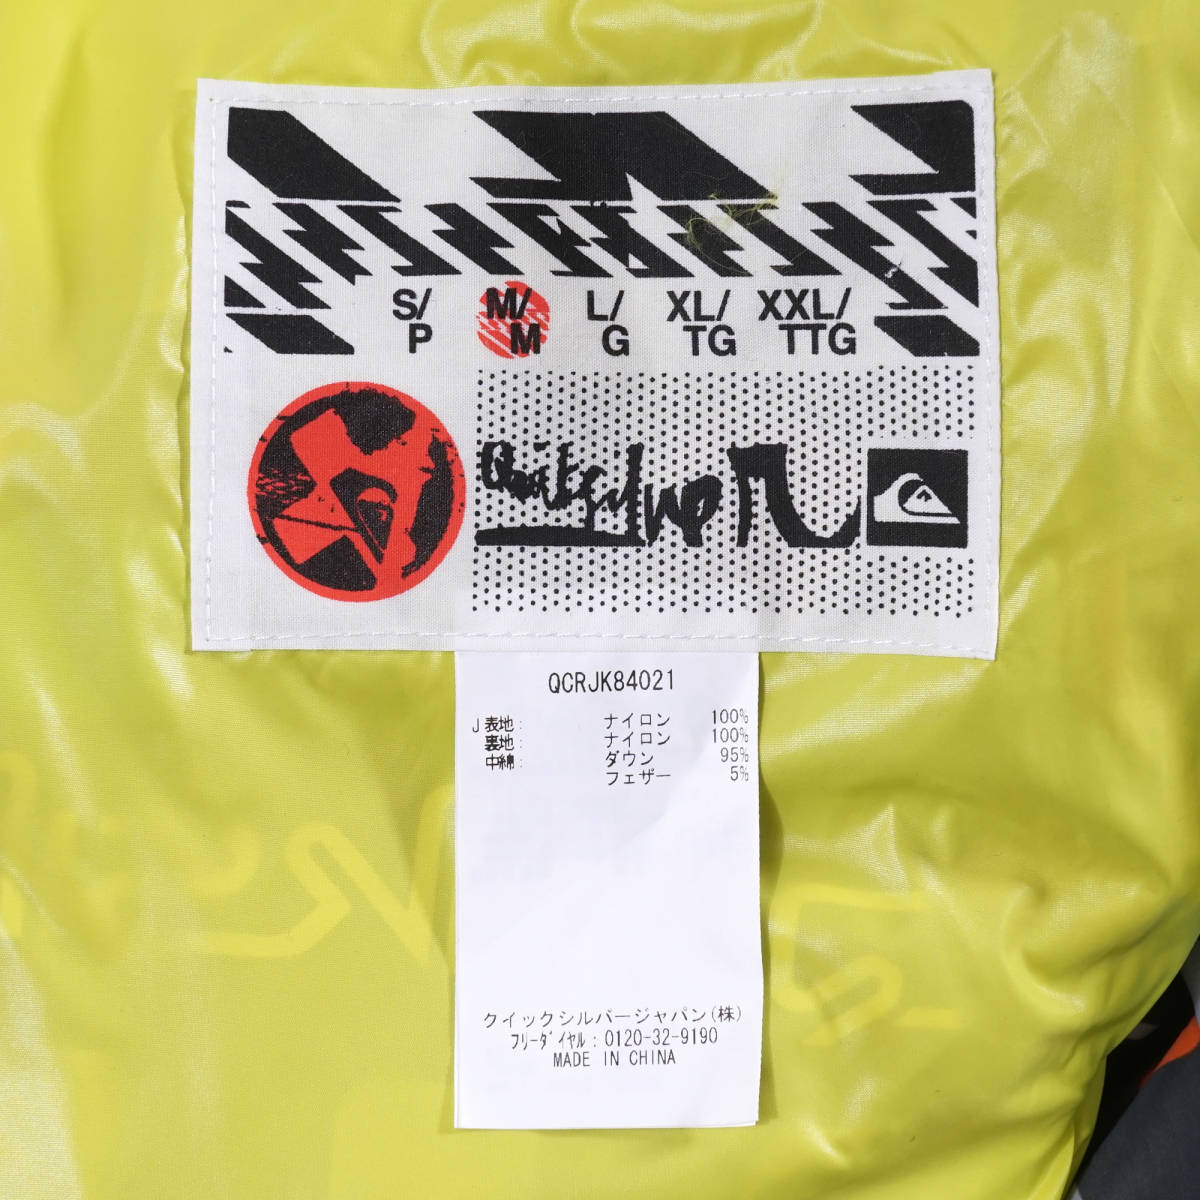 S/
P
M/
M
L/
G
XL/
TG
XXL/
TTG
Quiksilver
QCRJK84021
J 表地: ナイロン 100%
裏地: ナイロン 100%
中綿: ダウン 95%
フェザー 5%
クイックシルバージャパン(株)
フリーダイヤル:0120-32-9190
MADE IN CHINA